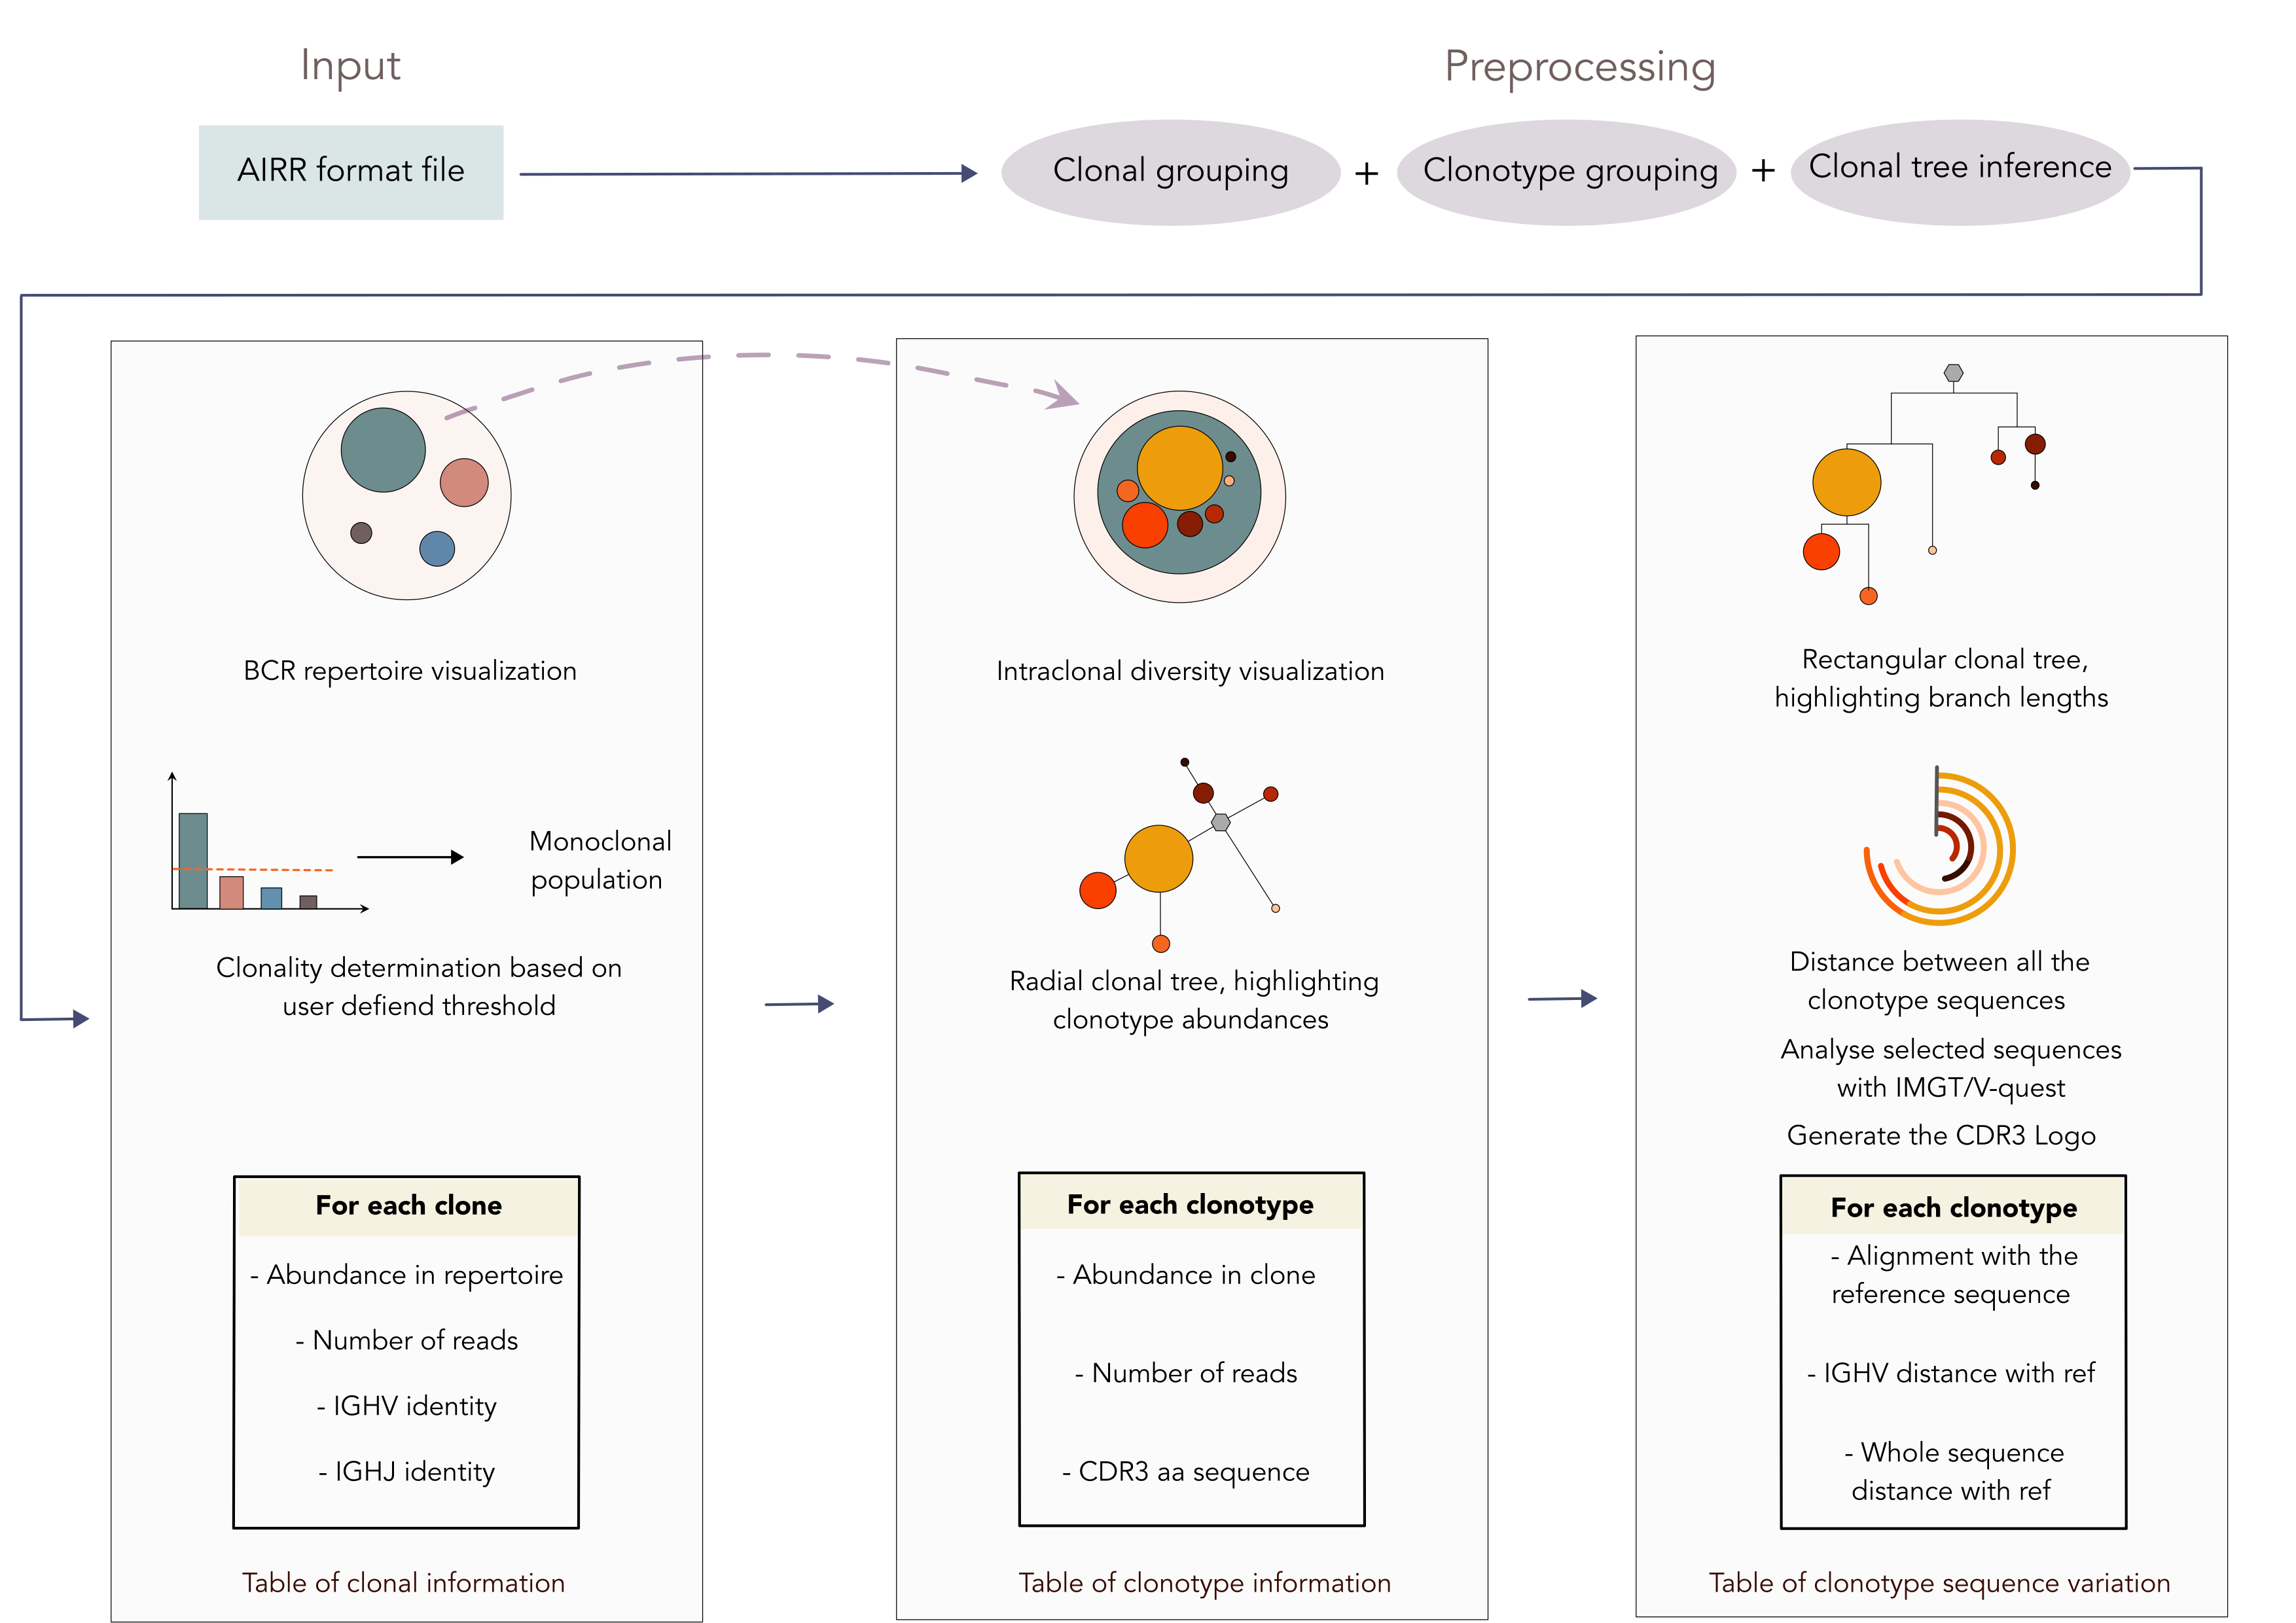 Input
Preprocessing
AIRR format file
Clonal grouping
+
Clonotype grouping
+
Clonal tree inference
BCR repertoire visualization
Monoclonal
population
Clonality determination based on
user defiend threshold
For each clone
- Abundance in repertoire
- Number of reads
- IGHV identity
- IGHJ identity
Table of clonal information
Intraclonal diversity visualization
Radial clonal tree, highlighting
clonotype abundances
For each clonotype
- Abundance in clone
- Number of reads
- CDR3 aa sequence
Table of clonotype information
Rectangular clonal tree,
highlighting branch lengths
Distance between all the
clonotype sequences
Analyse selected sequences
with IMGT/V-quest
Generate the CDR3 Logo
For each clonotype
- Alignment with the
reference sequence
- IGHV distance with ref
- Whole sequence
distance with ref
Table of clonotype sequence variation